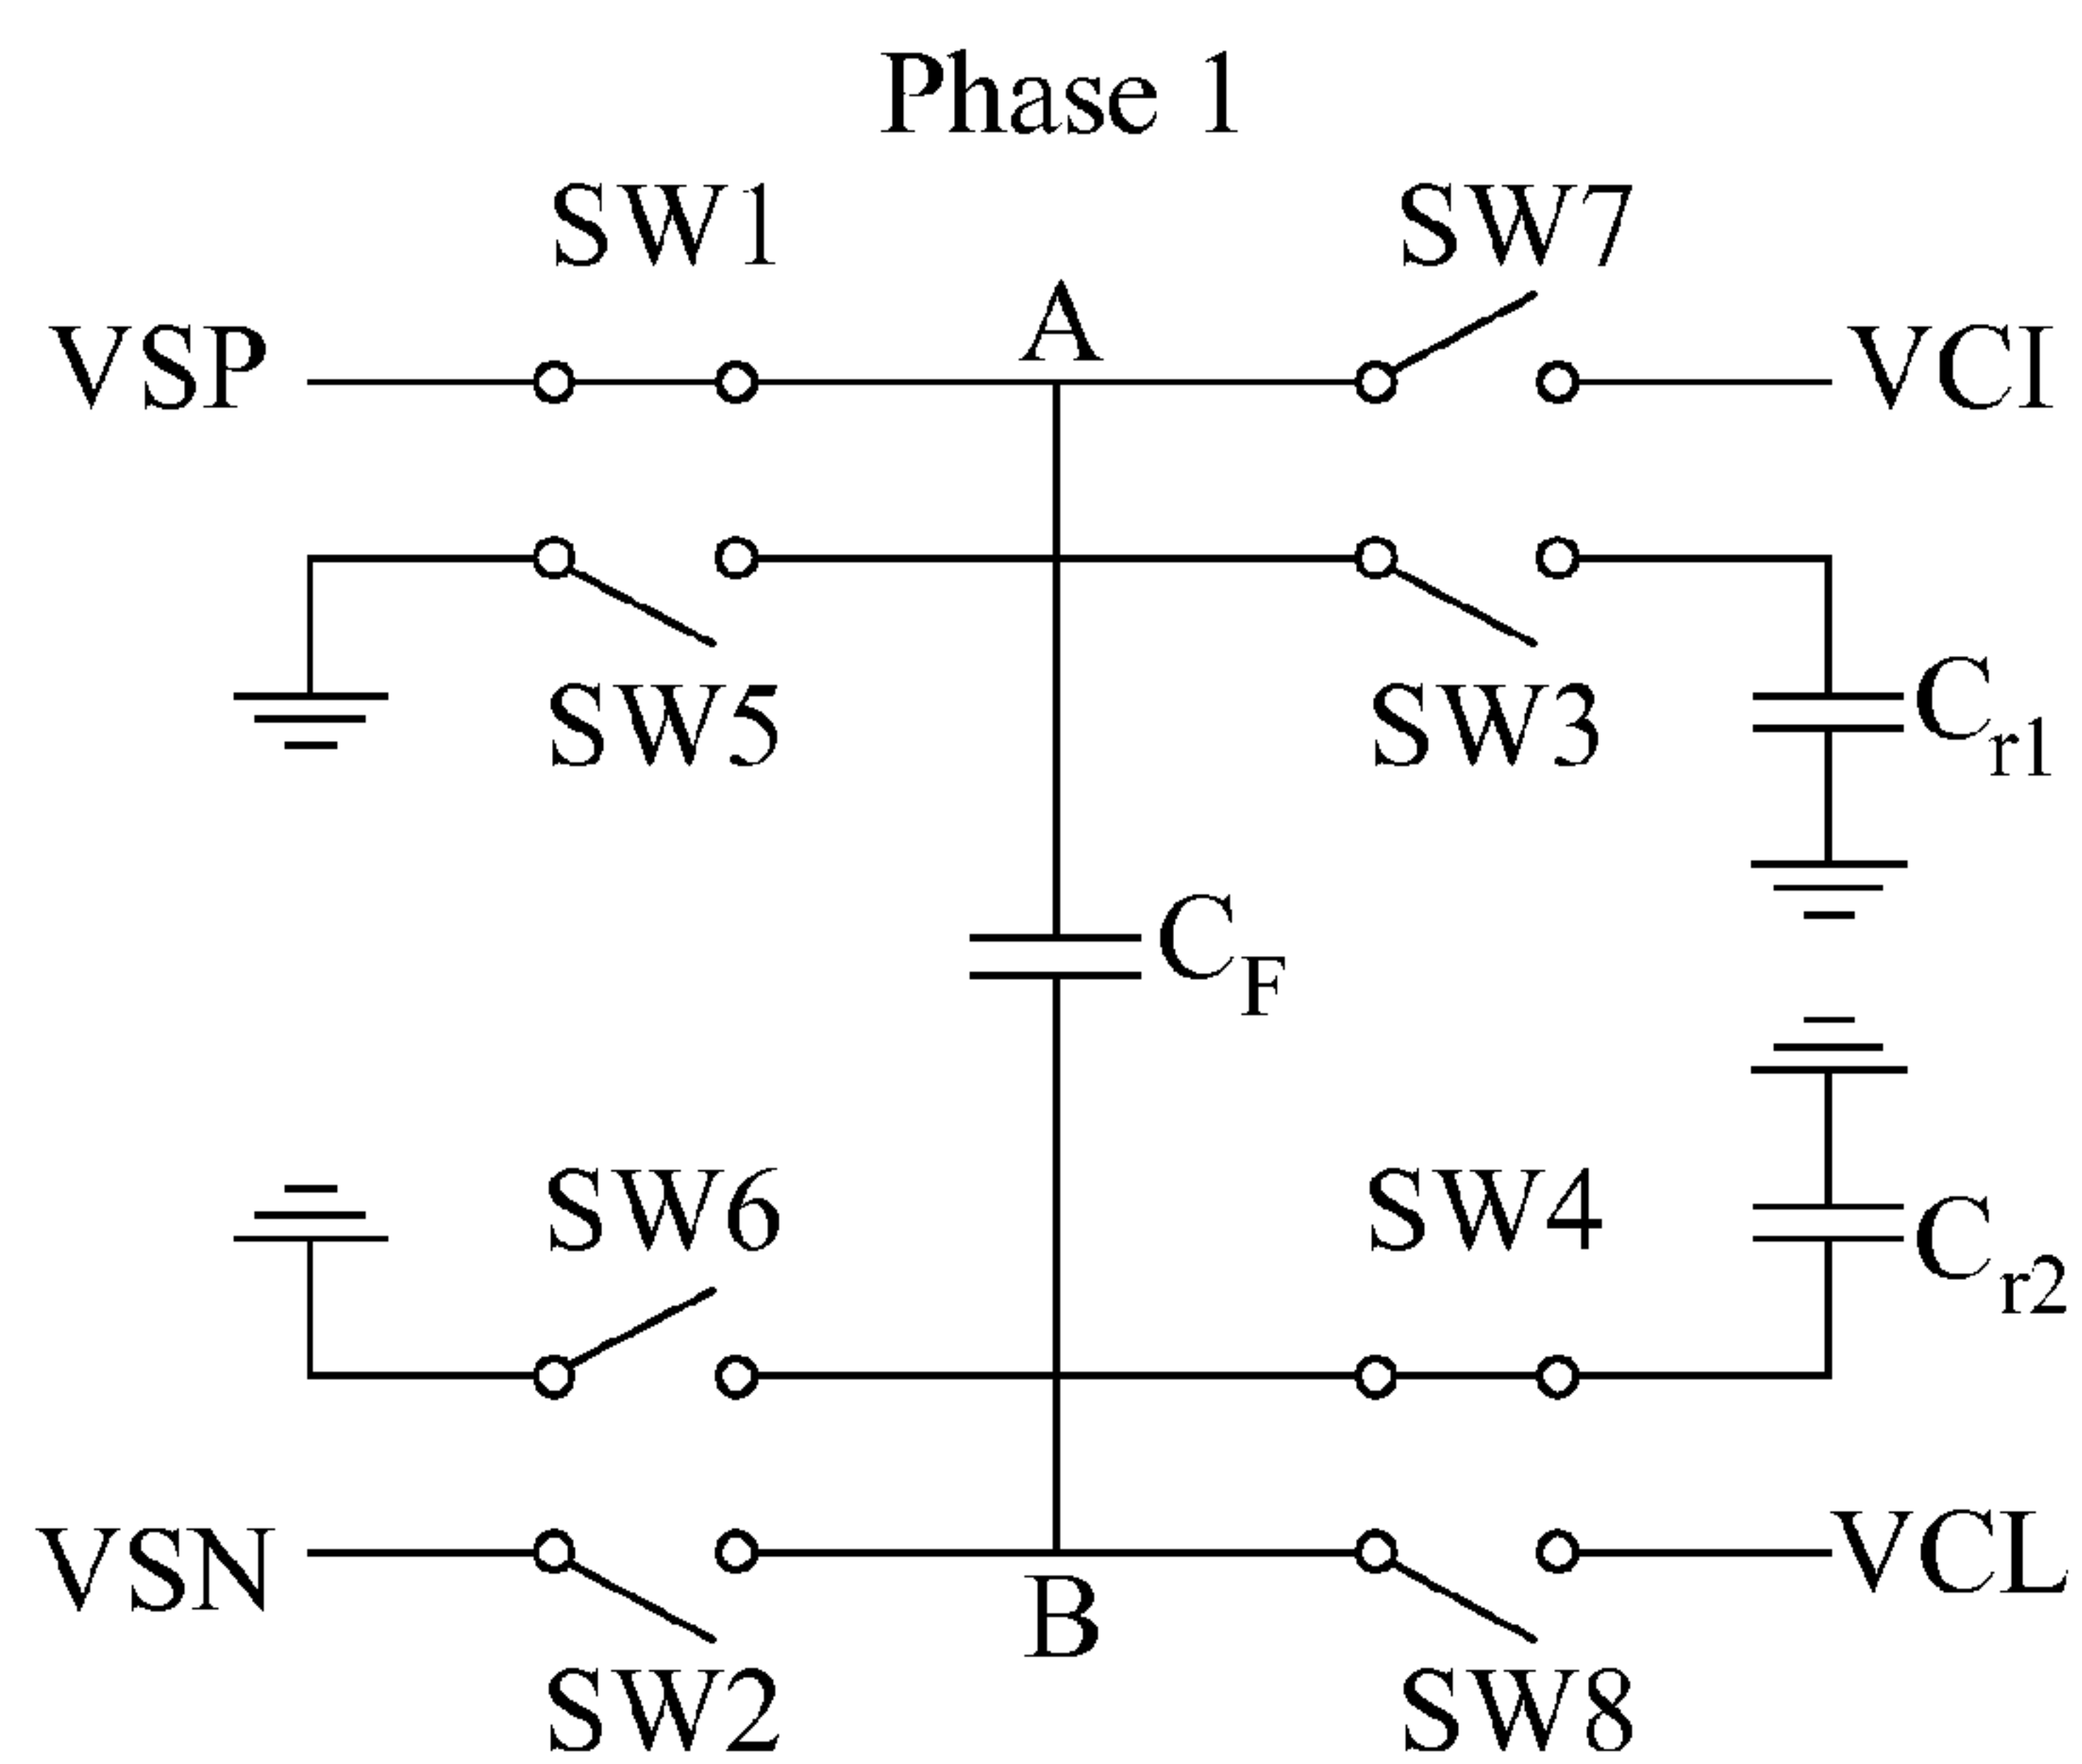 Phase 1
SW1
SW7
VSP
A
VCI
SW5
SW3
Cr1
CF
SW6
SW4
Cr2
VSN
B
VCL
SW2
SW8